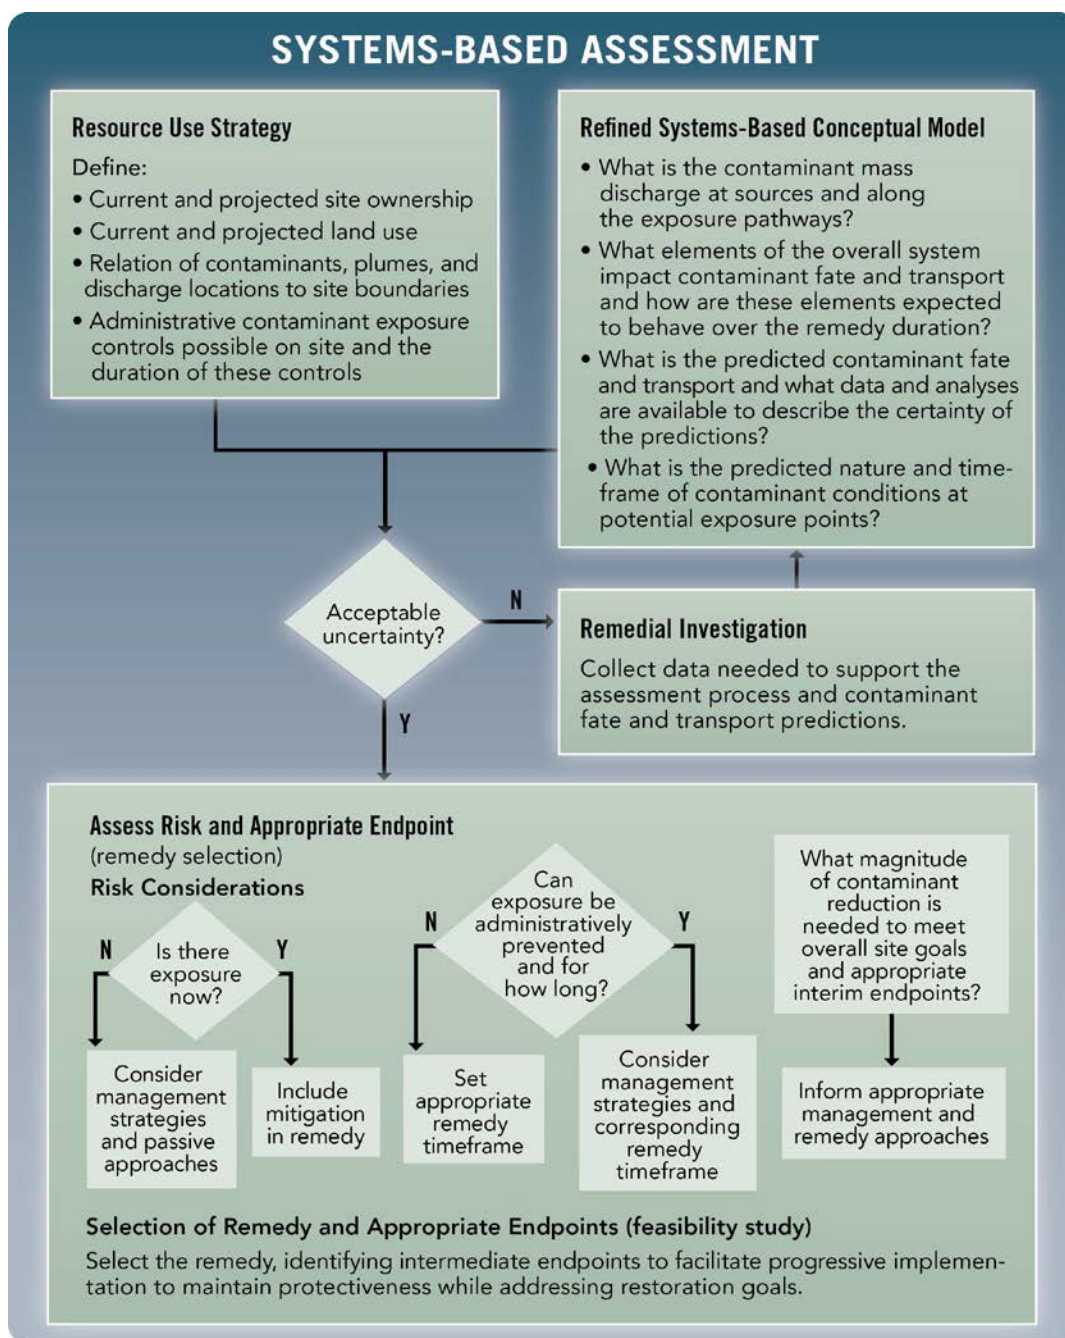 SYSTEMS-BASED ASSESSMENT
Resource Use Strategy
Define:
• Current and projected site ownership
• Current and projected land use
• Relation of contaminants, plumes, and
discharge locations to site boundaries
• Administrative contaminant exposure
controls possible on site and the
duration of these controls
Refined Systems-Based Conceptual Model
• What is the contaminant mass
discharge at sources and along
the exposure pathways?
• What elements of the overall system
impact contaminant fate and transport
and how are these elements expected
to behave over the remedy duration?
• What is the predicted contaminant fate
and transport and what data and analyses
are available to describe the certainty of
the predictions?
• What is the predicted nature and time-
frame of contaminant conditions at
potential exposure points?
Acceptable
uncertainty?
N
Y
Remedial Investigation
Collect data needed to support the
assessment process and contaminant
fate and transport predictions.
Assess Risk and Appropriate Endpoint
(remedy selection)
Risk Considerations
N
Is there
exposure
now?
Y
Consider
management
strategies
and passive
approaches
Include
mitigation
in remedy
N
Can
exposure be
administratively
prevented
and for
how long?
Y
Set
appropriate
remedy
timeframe
Consider
management
strategies and
corresponding
remedy
timeframe
What magnitude
of contaminant
reduction is
needed to meet
overall site goals
and appropriate
interim endpoints?
Inform appropriate
management and
remedy approaches
Selection of Remedy and Appropriate Endpoints (feasibility study)
Select the remedy, identifying intermediate endpoints to facilitate progressive implemen-
tation to maintain protectiveness while addressing restoration goals.